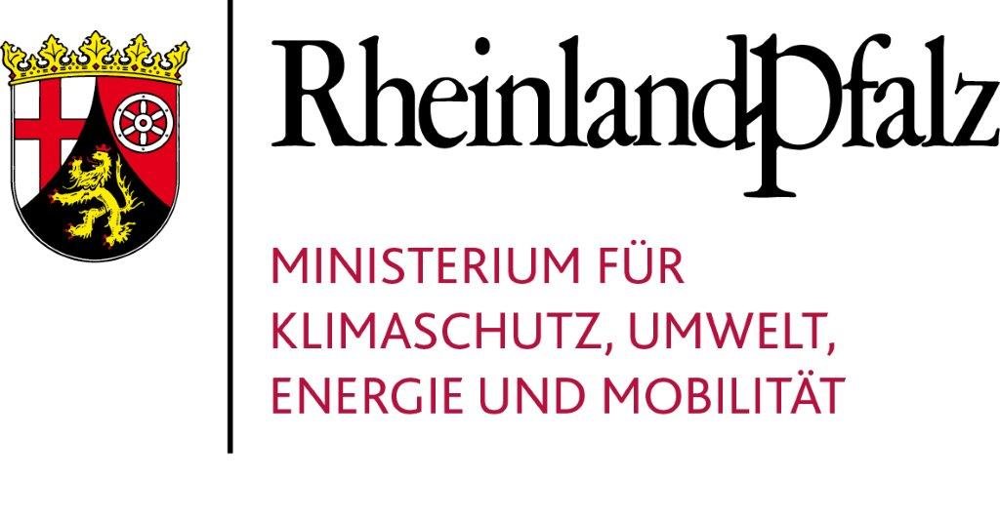 RheinlandPfalz
MINISTERIUM FÜR
KLIMASCHUTZ, UMWELT,
ENERGIE UND MOBILITÄT